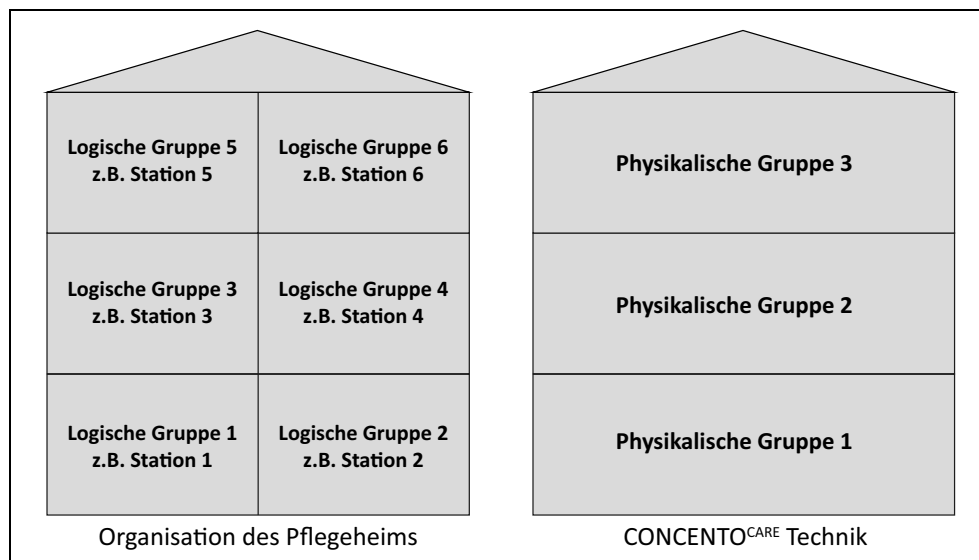 Logische Gruppe 5
z.B. Station 5
Logische Gruppe 6
z.B. Station 6
Logische Gruppe 3
z.B. Station 3
Logische Gruppe 4
z.B. Station 4
Logische Gruppe 1
z.B. Station 1
Logische Gruppe 2
z.B. Station 2
Organisation des Pflegeheims
Physikalische Gruppe 3
Physikalische Gruppe 2
Physikalische Gruppe 1
CONCENTOCARE Technik